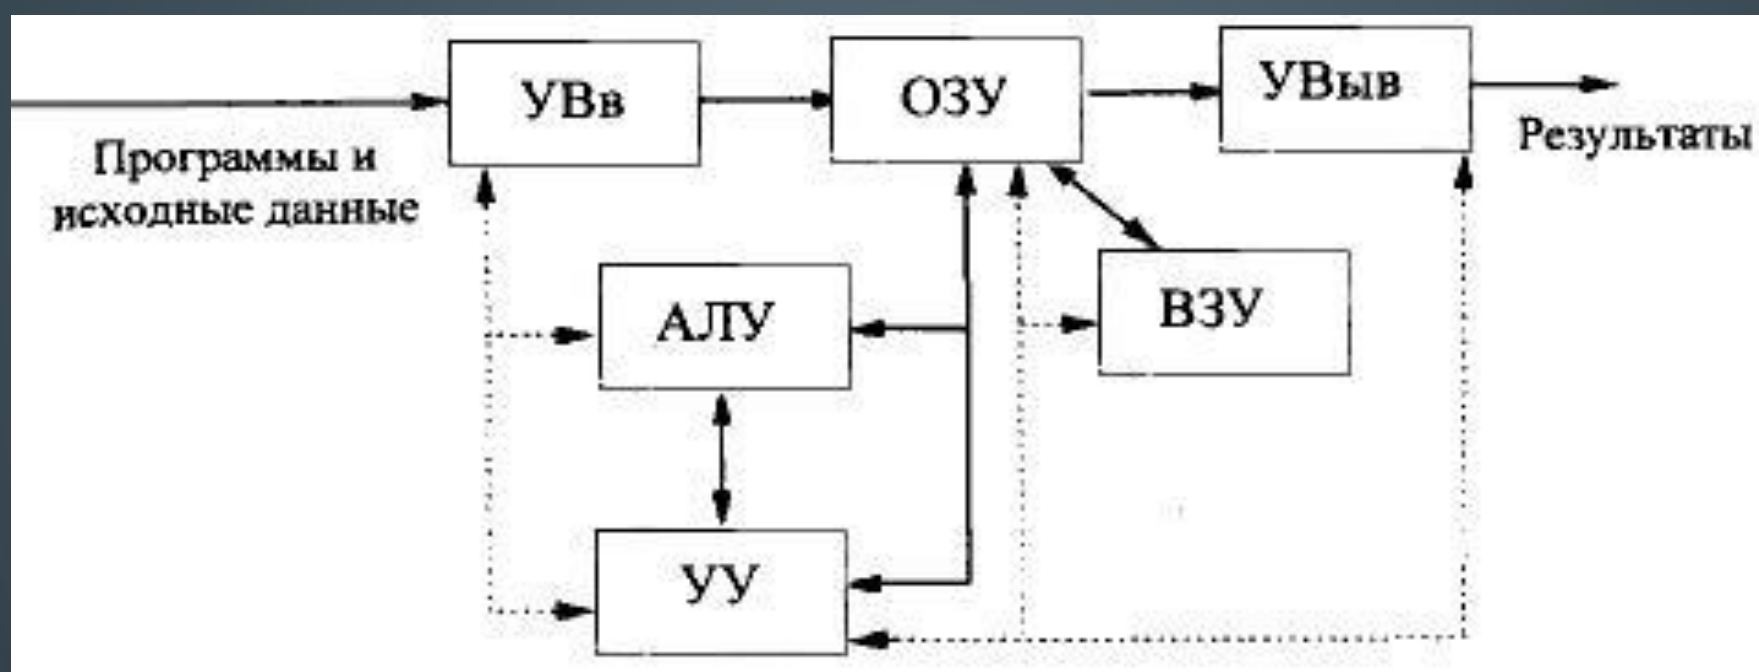 УВв
ОЗУ
УВыв
Программы и
исходные данные
Результаты
АЛУ
ВЗУ
УУ